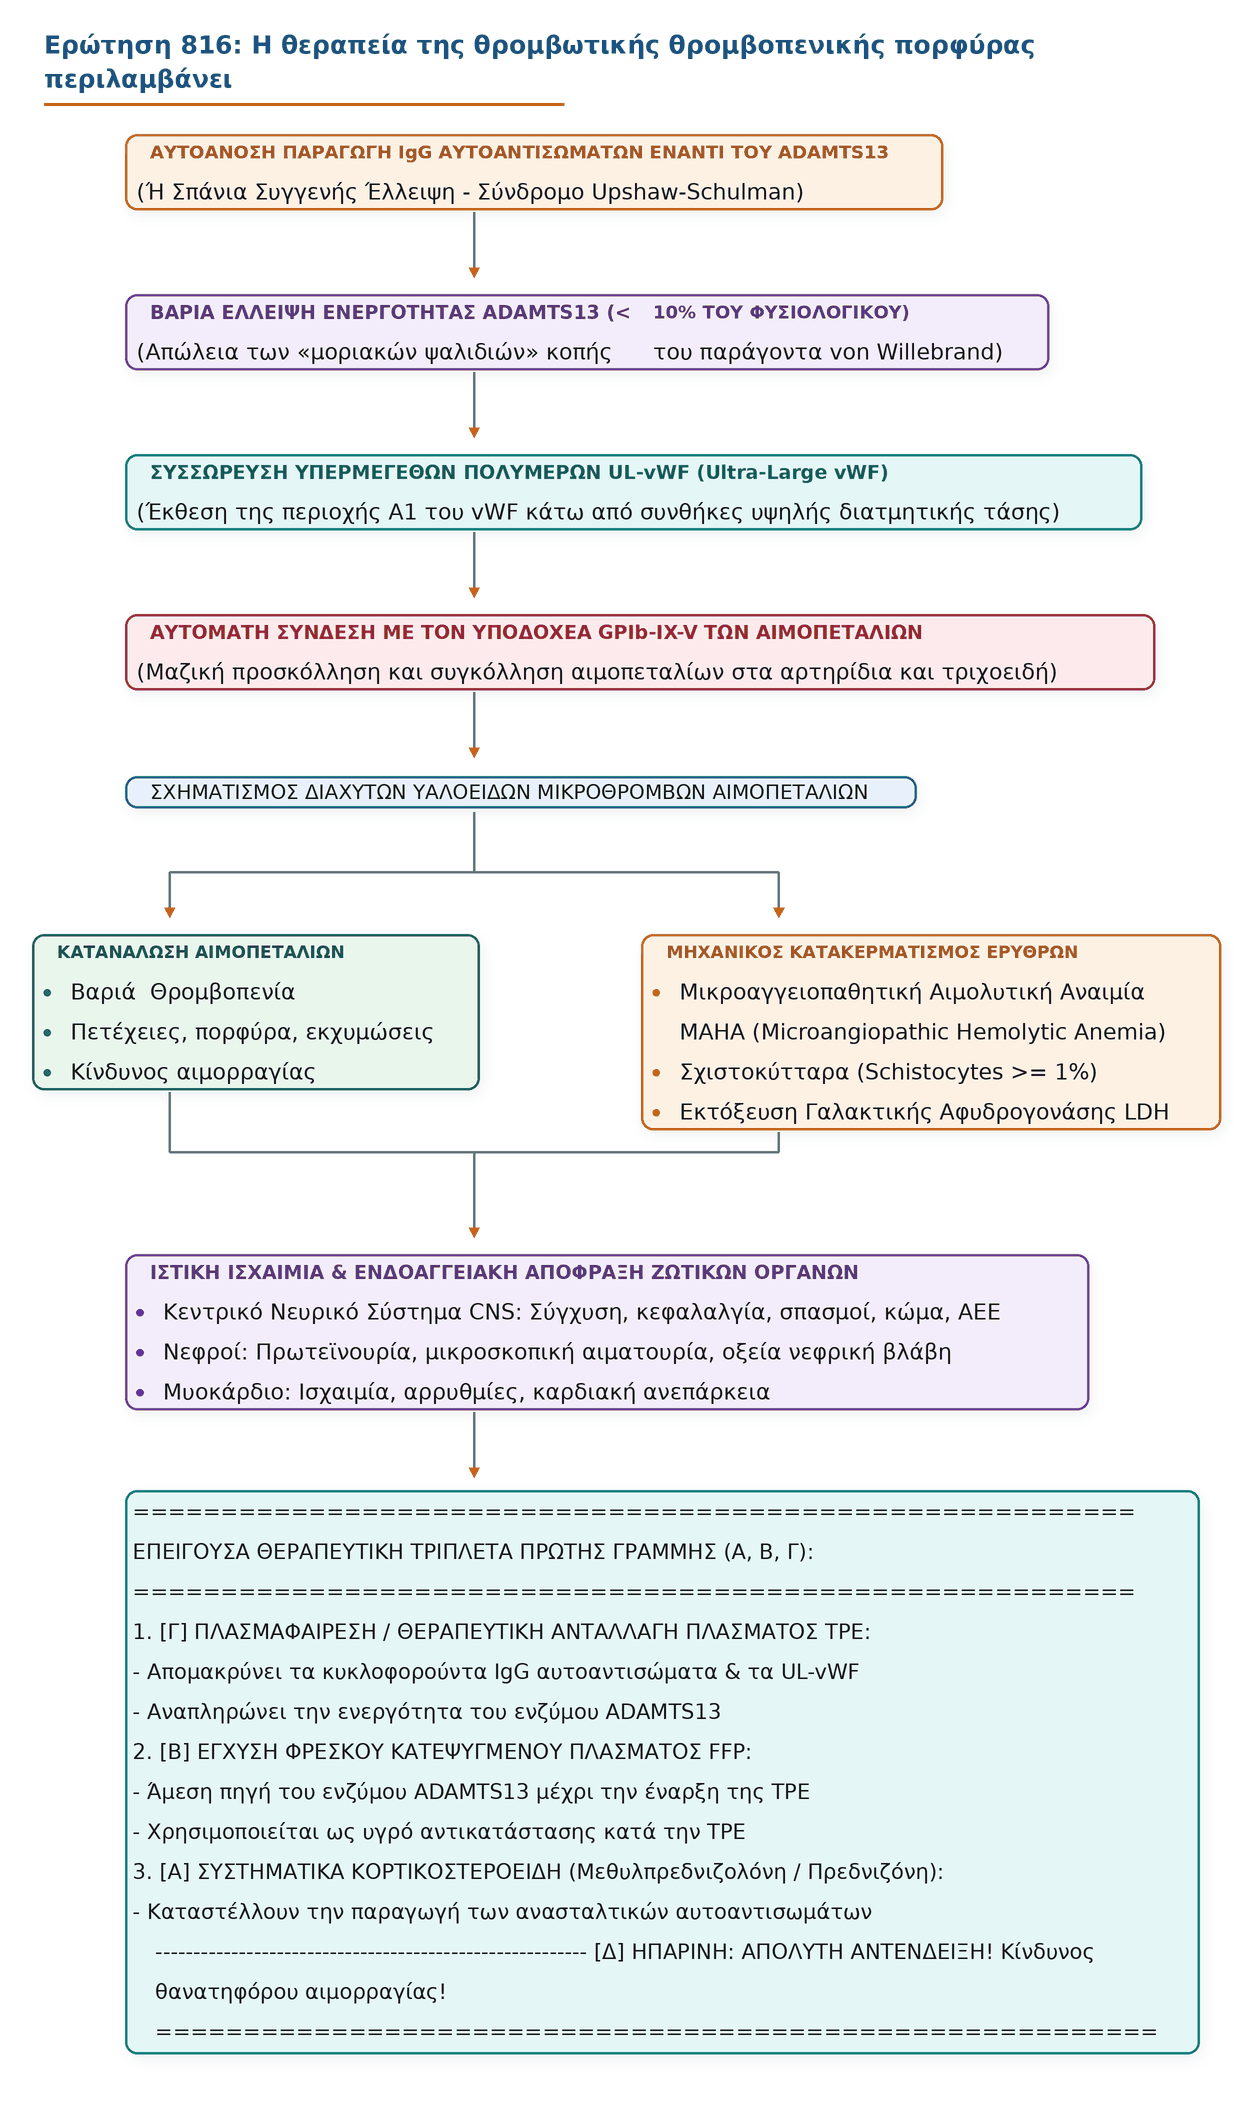 Ερώτηση 816: Η θεραπεία της θρομβωτικής θρομβοπενικής πορφύρας
περιλαμβάνει
ΑΥΤΟΑΝΟΣΗ ΠΑΡΑΓΩΓΗ IgG ΑΥΤΟΑΝΤΙΣΩΜΑΤΩΝ ΕΝΑΝΤΙ ΤΟΥ ADAMTS13
(Ή Σπάνια Συγγενής Έλλειψη - Σύνδρομο Upshaw-Schulman)
ΒΑΡΙΑ ΕΛΛΕΙΨΗ ΕΝΕΡΓΟΤΗΤΑΣ ADAMTS13 (< 10% ΤΟΥ ΦΥΣΙΟΛΟΓΙΚΟΥ)
(Απώλεια των «μοριακών ψαλιδιών» κοπής του παράγοντα von Willebrand)
ΣΥΣΣΩΡΕΥΣΗ ΥΠΕΡΜΕΓΕΘΩΝ ΠΟΛΥΜΕΡΩΝ UL-vWF (Ultra-Large vWF)
(Έκθεση της περιοχής A1 του vWF κάτω από συνθήκες υψηλής διατμητικής τάσης)
ΑΥΤΟΜΑΤΗ ΣΥΝΔΕΣΗ ΜΕ ΤΟΝ ΥΠΟΔΟΧΕΑ GPIb-IX-V ΤΩΝ ΑΙΜΟΠΕΤΑΛΙΩΝ
(Μαζική προσκόλληση και συγκόλληση αιμοπεταλίων στα αρτηρίδια και τριχοειδή)
ΣΧΗΜΑΤΙΣΜΟΣ ΔΙΑΧΥΤΩΝ ΥΑΛΟΕΙΔΩΝ ΜΙΚΡΟΘΡΟΜΒΩΝ ΑΙΜΟΠΕΤΑΛΙΩΝ
ΚΑΤΑΝΑΛΩΣΗ ΑΙΜΟΠΕΤΑΛΙΩΝ
• Βαριά Θρομβοπενία
• Πετέχειες, πορφύρα, εκχυμώσεις
• Κίνδυνος αιμορραγίας
ΜΗΧΑΝΙΚΟΣ ΚΑΤΑΚΕΡΜΑΤΙΣΜΟΣ ΕΡΥΘΡΩΝ
• Μικροαγγειοπαθητική Αιμολυτική Αναιμία
MAHA (Microangiopathic Hemolytic Anemia)
• Σχιστοκύτταρα (Schistocytes >= 1%)
• Εκτόξευση Γαλακτικής Αφυδρογονάσης LDH
ΙΣΤΙΚΗ ΙΣΧΑΙΜΙΑ & ΕΝΔΟΑΓΓΕΙΑΚΗ ΑΠΟΦΡΑΞΗ ΖΩΤΙΚΩΝ ΟΡΓΑΝΩΝ
• Κεντρικό Νευρικό Σύστημα CNS: Σύγχυση, κεφαλαλγία, σπασμοί, κώμα, ΑΕΕ
• Νεφροί: Πρωτεϊνουρία, μικροσκοπική αιματουρία, οξεία νεφρική βλάβη
• Μυοκάρδιο: Ισχαιμία, αρρυθμίες, καρδιακή ανεπάρκεια
=========================================================
ΕΠΕΙΓΟΥΣΑ ΘΕΡΑΠΕΥΤΙΚΗ ΤΡΙΠΛΕΤΑ ΠΡΩΤΗΣ ΓΡΑΜΜΗΣ (Α, Β, Γ):
=========================================================
1. [Γ] ΠΛΑΣΜΑΦΑΙΡΕΣΗ / ΘΕΡΑΠΕΥΤΙΚΗ ΑΝΤΑΛΛΑΓΗ ΠΛΑΣΜΑΤΟΣ TPE:
- Απομακρύνει τα κυκλοφορούντα IgG αυτοαντισώματα & τα UL-vWF
- Αναπληρώνει την ενεργότητα του ενζύμου ADAMTS13
2. [Β] ΕΓΧΥΣΗ ΦΡΕΣΚΟΥ ΚΑΤΕΨΥΓΜΕΝΟΥ ΠΛΑΣΜΑΤΟΣ FFP:
- Άμεση πηγή του ενζύμου ADAMTS13 μέχρι την έναρξη της TPE
- Χρησιμοποιείται ως υγρό αντικατάστασης κατά την TPE
3. [Α] ΣΥΣΤΗΜΑΤΙΚΑ ΚΟΡΤΙΚΟΣΤΕΡΟΕΙΔΗ (Μεθυλπρεδνιζολόνη / Πρεδνιζόνη):
- Καταστέλλουν την παραγωγή των ανασταλτικών αυτοαντισωμάτων
--------------------------------------------------------- [Δ] ΗΠΑΡΙΝΗ: ΑΠΟΛΥΤΗ ΑΝΤΕΝΔΕΙΞΗ! Κίνδυνος
θανατηφόρου αιμορραγίας!
=========================================================